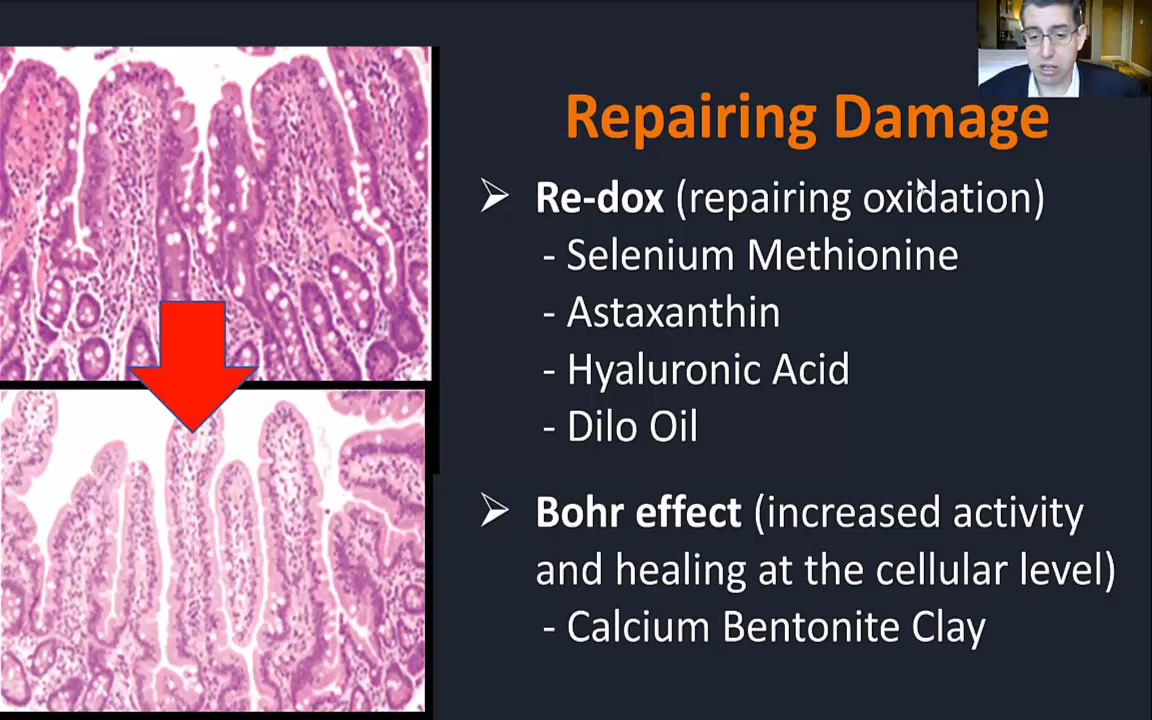 Repairing Damage
➢ Re-dox (repairing oxidation)
- Selenium Methionine
- Astaxanthin
- Hyaluronic Acid
- Dilo Oil
➢ Bohr effect (increased activity
and healing at the cellular level)
- Calcium Bentonite Clay